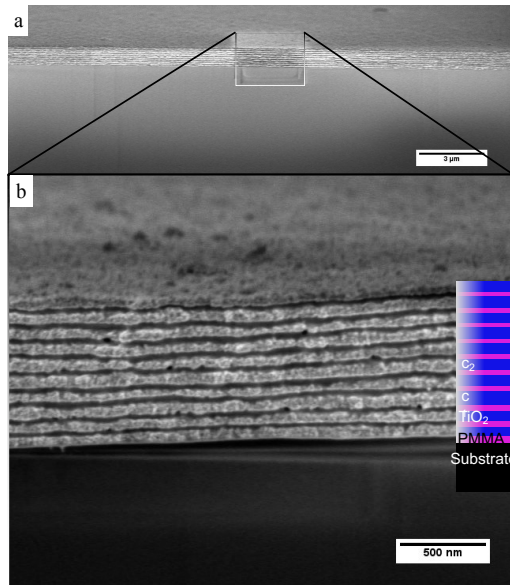 a
3 µm
b
c₂
c
TiO₂
PMMA
Substrate
500 nm